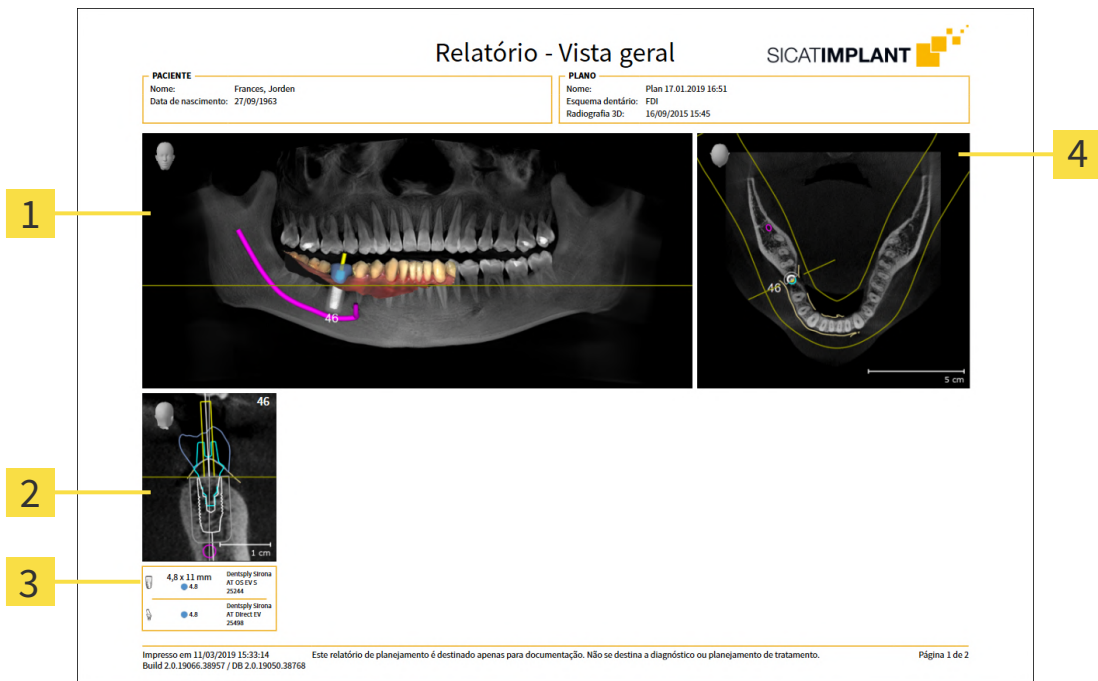 Relatório - Vista geral
SICATIMPLANT
PACIENTE
Nome: Frances, Jorden
Data de nascimento: 27/09/1963
PLANO
Nome: Plan 17.01.2019 16:51
Esquema dentário: FDI
Radiografia 3D: 16/09/2015 15:45
1
46
4
46
5 cm
2
46
1 cm
3
4,8 x 11 mm
4.8
Dentsply Sirona
AT OS EV S
25244
4.8
Dentsply Sirona
AT Direct EV
25498
Impresso em 11/03/2019 15:33:14
Build 2.0.19066.38957 / DB 2.0.19050.38768
Este relatório de planejamento é destinado apenas para documentação. Não se destina a diagnóstico ou planejamento de tratamento.
Página 1 de 2